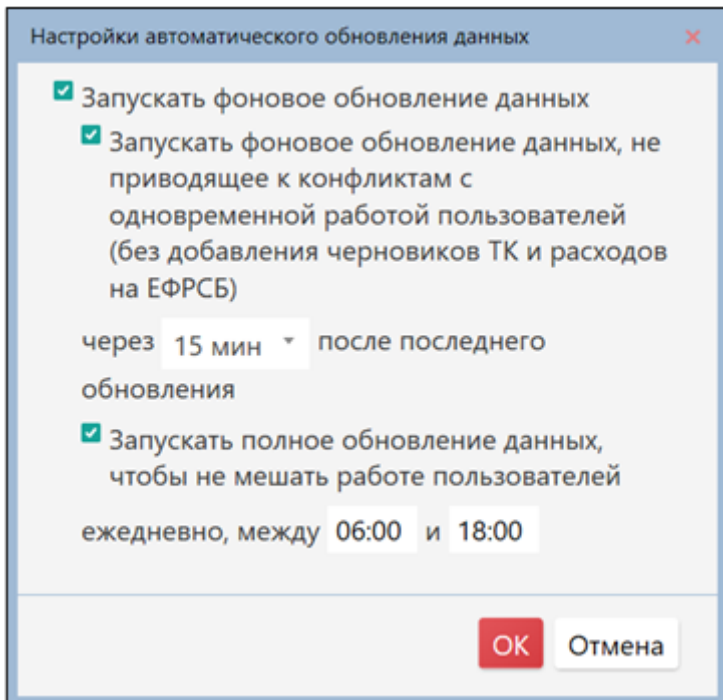 Настройки автоматического обновления данных
Запускать фоновое обновление данных
Запускать фоновое обновление данных, не
приводящее к конфликтам с
одновременной работой пользователей
(без добавления черновиков ТК и расходов
на ЕФРСБ)
через 15 мин после последнего
обновления
Запускать полное обновление данных,
чтобы не мешать работе пользователей
ежедневно, между 06:00 и 18:00
ОК Отмена